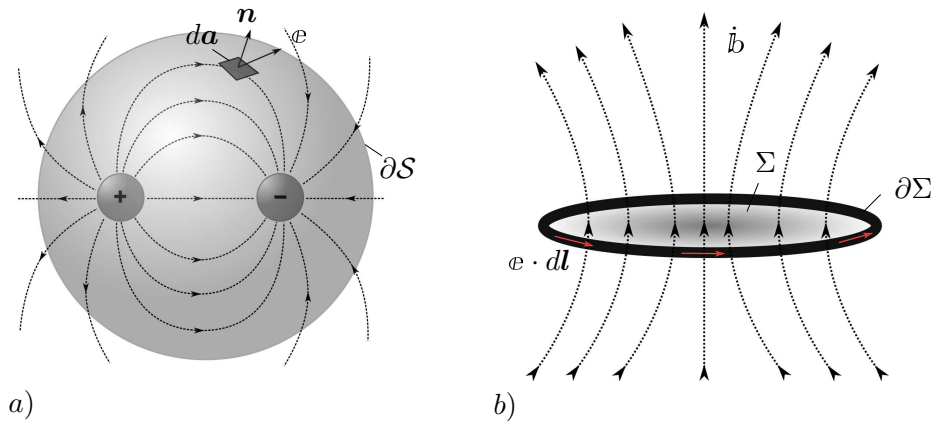 n
da
𝕖
∂S
+
-
a)
ḃ
Σ
∂Σ
𝕖 · dl
b)